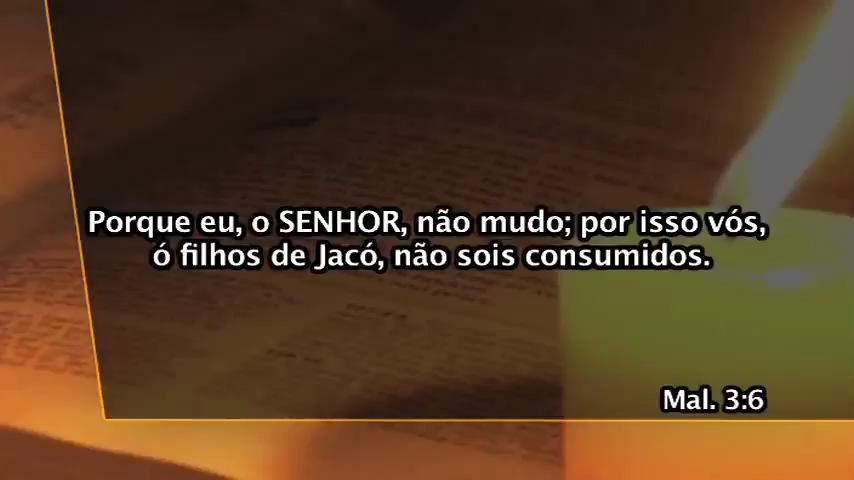 Porque eu, o SENHOR, não mudo; por isso vós,
ó filhos de Jacó, não sois consumidos.
Mal. 3:6